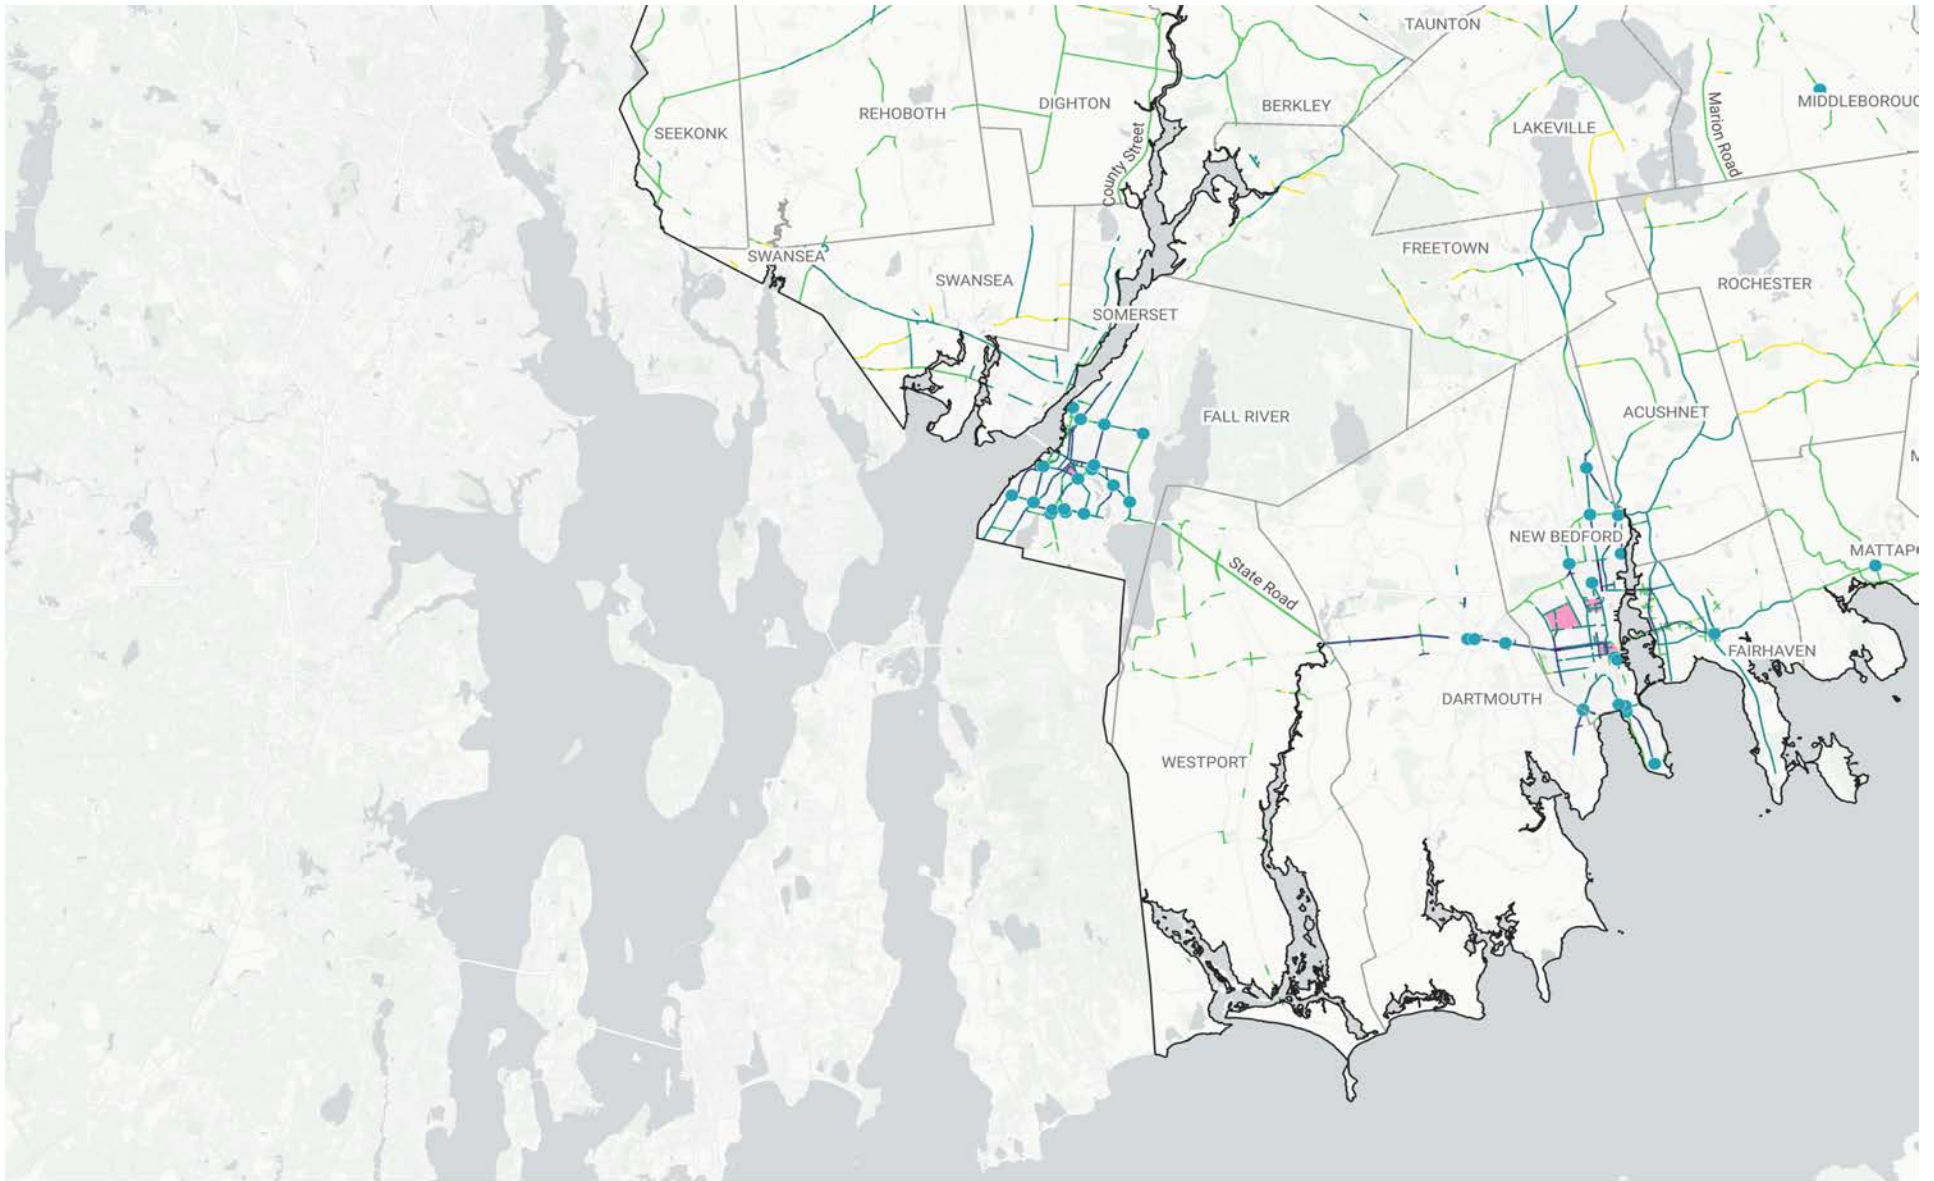 TAUNTON
MIDDLEBOROUG
DIGHTON
BERKLEY
REHOBOTH
LAKEVILLE
SEEKONK
Marion Road
County Street
FREETOWN
SWANSEA
SWANSEA
ROCHESTER
SOMERSET
ACUSHNET
FALL RIVER
NEW BEDFORD
MATTAP
State Road
FAIRHAVEN
DARTMOUTH
WESTPORT